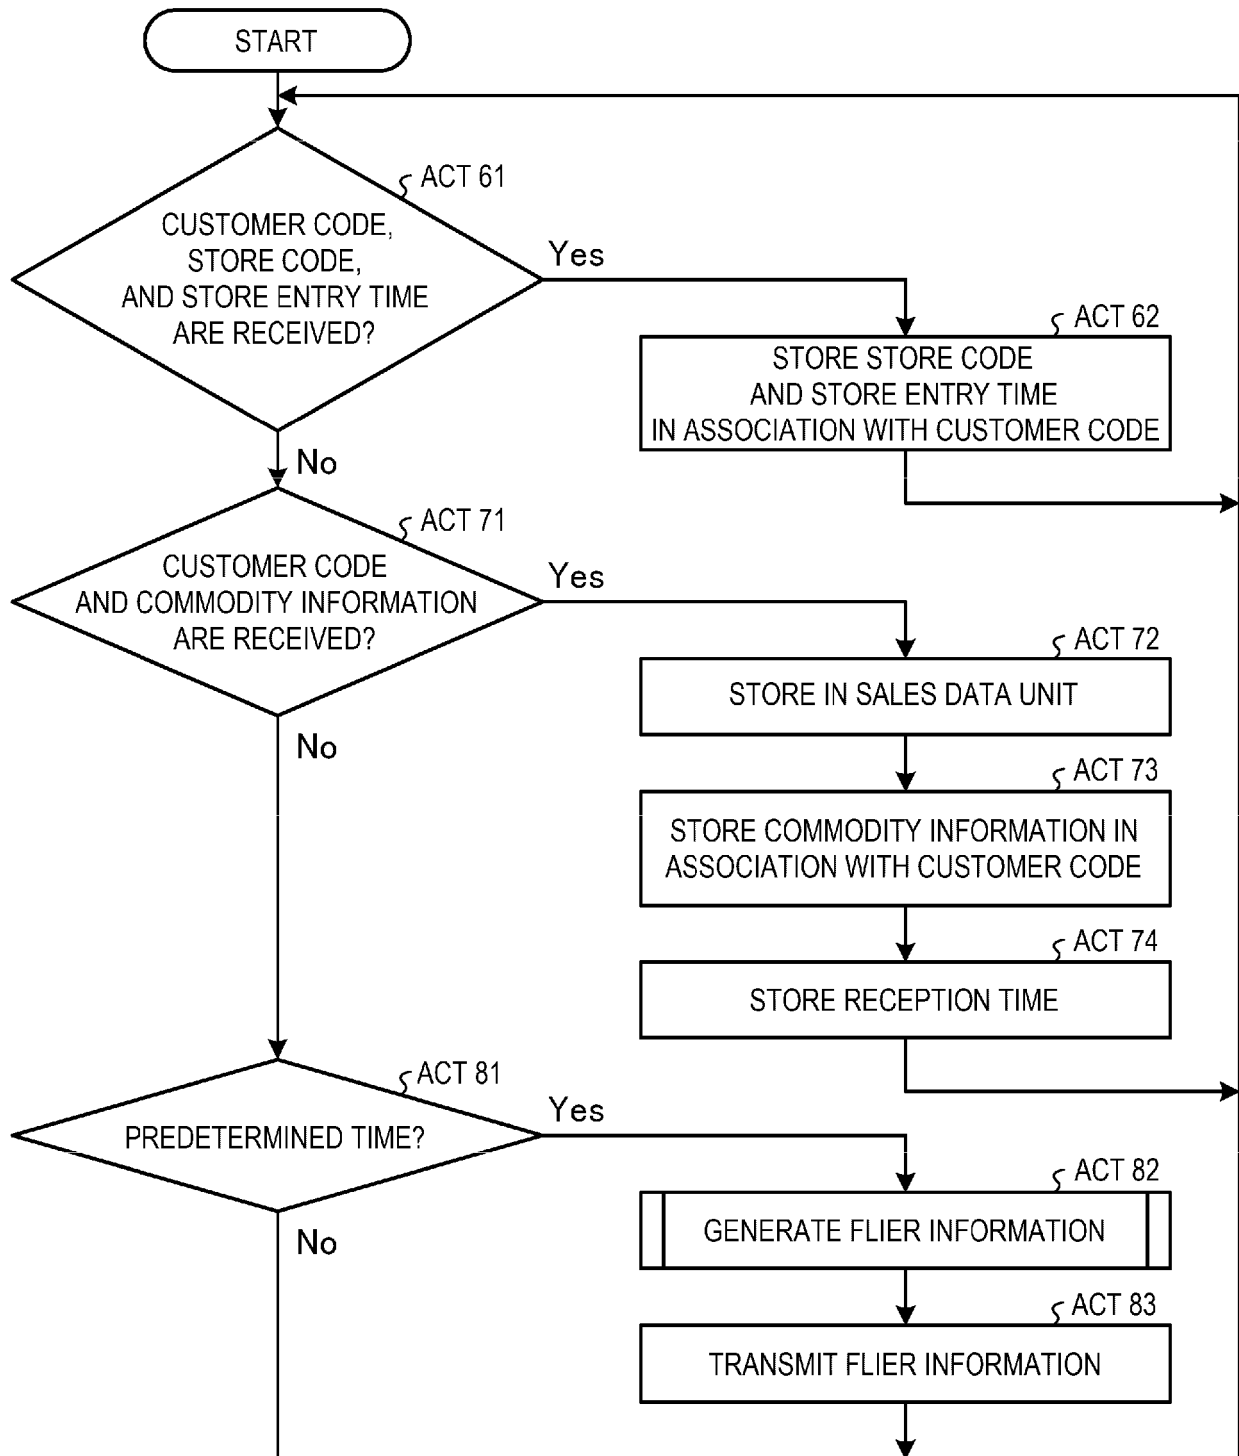 START
ACT 61
CUSTOMER CODE,
STORE CODE,
AND STORE ENTRY TIME
ARE RECEIVED?
Yes
ACT 62
STORE STORE CODE
AND STORE ENTRY TIME
IN ASSOCIATION WITH CUSTOMER CODE
No
ACT 71
CUSTOMER CODE
AND COMMODITY INFORMATION
ARE RECEIVED?
Yes
ACT 72
STORE IN SALES DATA UNIT
No
ACT 73
STORE COMMODITY INFORMATION IN
ASSOCIATION WITH CUSTOMER CODE
ACT 74
STORE RECEPTION TIME
ACT 81
PREDETERMINED TIME?
Yes
ACT 82
GENERATE FLIER INFORMATION
No
ACT 83
TRANSMIT FLIER INFORMATION